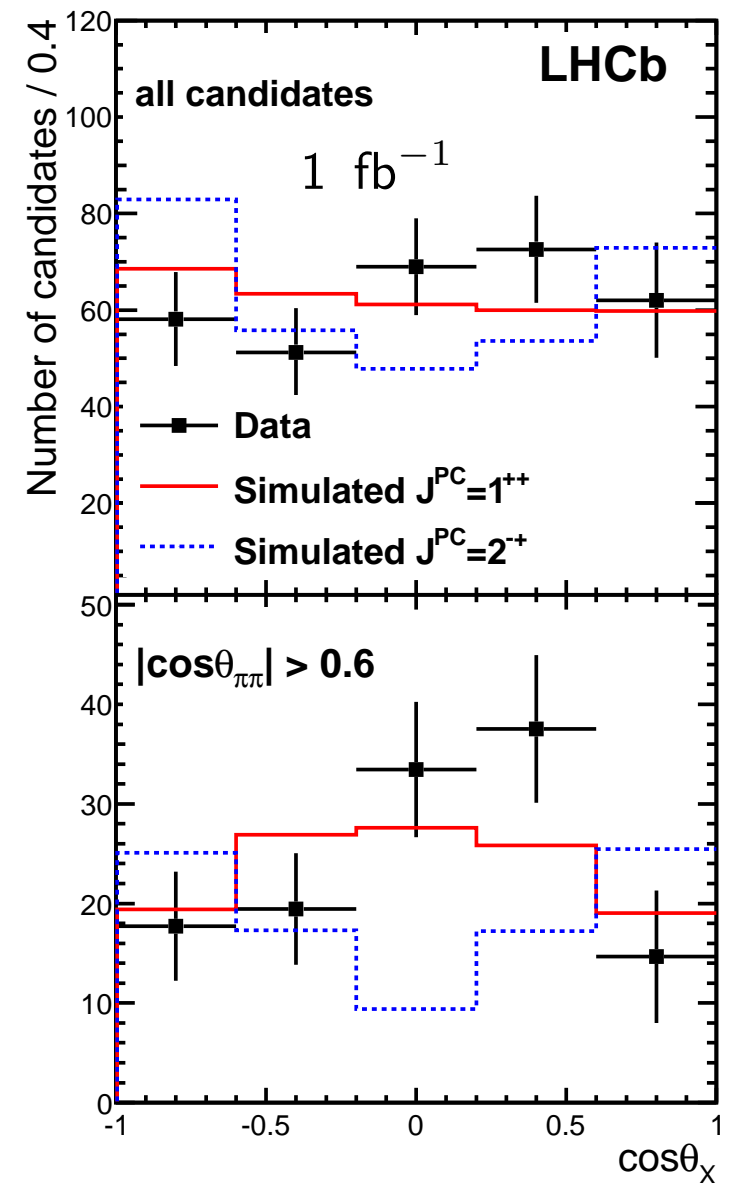 Number of candidates / 0.4
120
100
80
60
40
20
LHCb
all candidates
1 fb⁻¹
Data
Simulated J^PC=1^++
Simulated J^PC=2^-+
50
40
30
20
10
0
|cosθ_ππ| > 0.6
-1 -0.5 0 0.5 1
cosθ_X